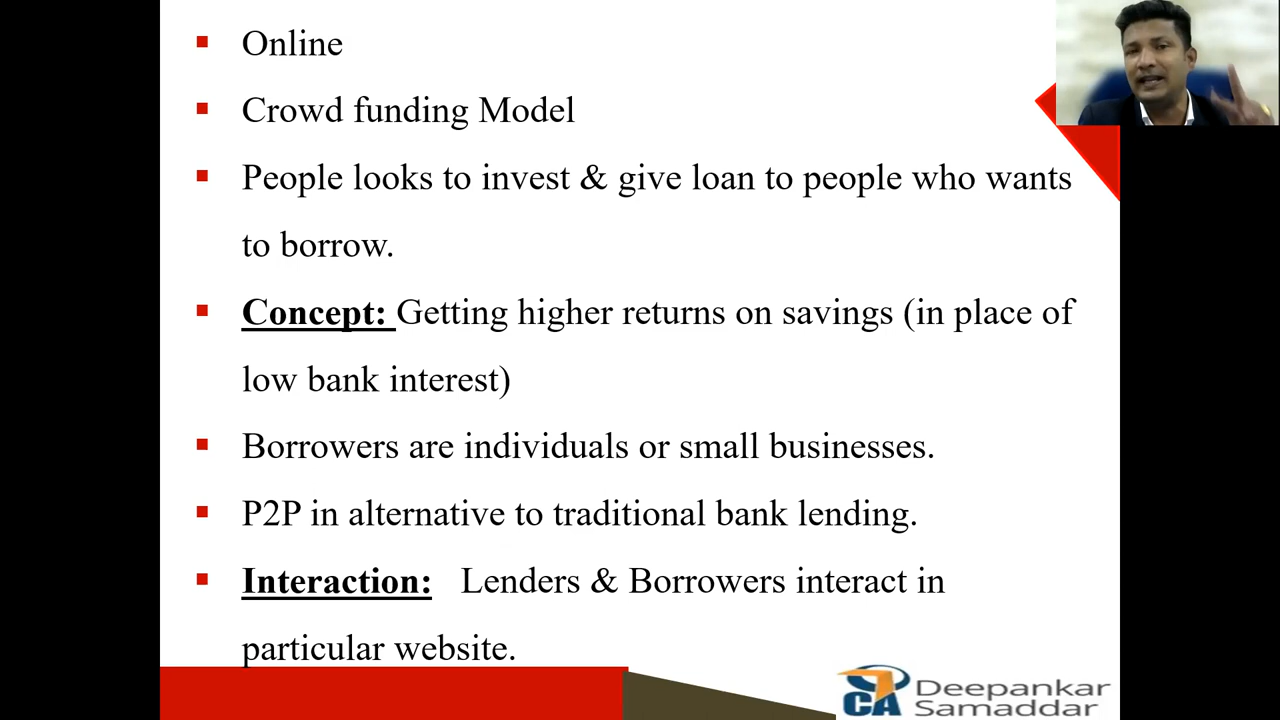 Online
Crowd funding Model
People looks to invest & give loan to people who wants
to borrow.
Concept: Getting higher returns on savings (in place of
low bank interest)
Borrowers are individuals or small businesses.
P2P in alternative to traditional bank lending.
Interaction: Lenders & Borrowers interact in
particular website.
CA Deepankar
Samaddar